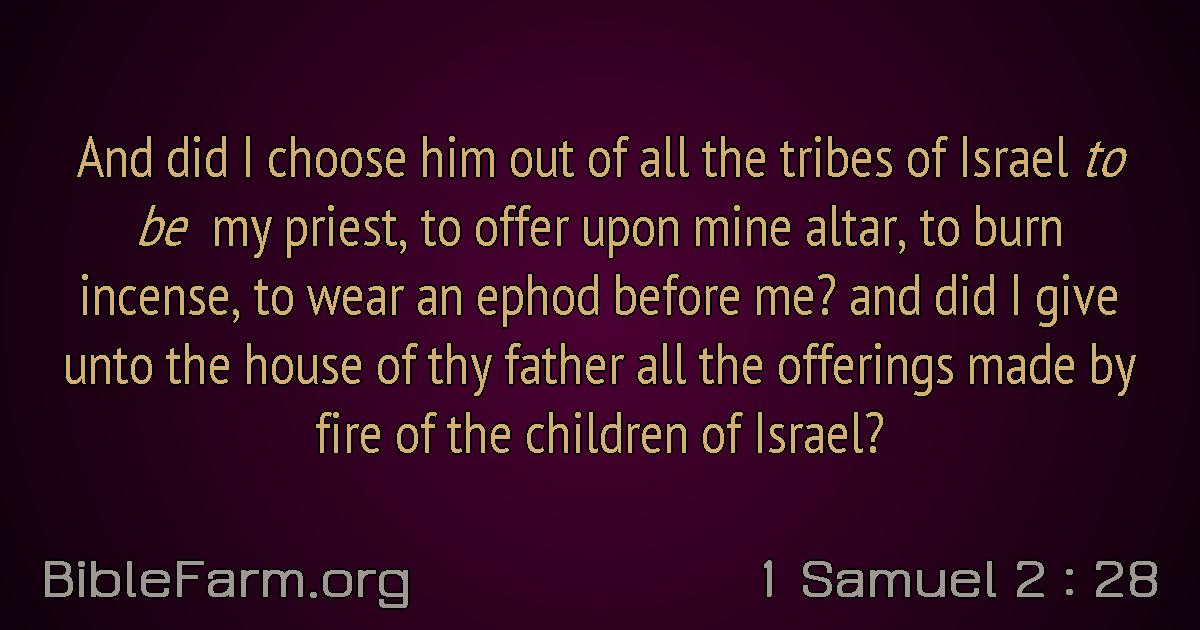 And did I choose him out of all the tribes of Israel to
be my priest, to offer upon mine altar, to burn
incense, to wear an ephod before me? and did I give
unto the house of thy father all the offerings made by
fire of the children of Israel?
BibleFarm.org
1 Samuel 2 : 28